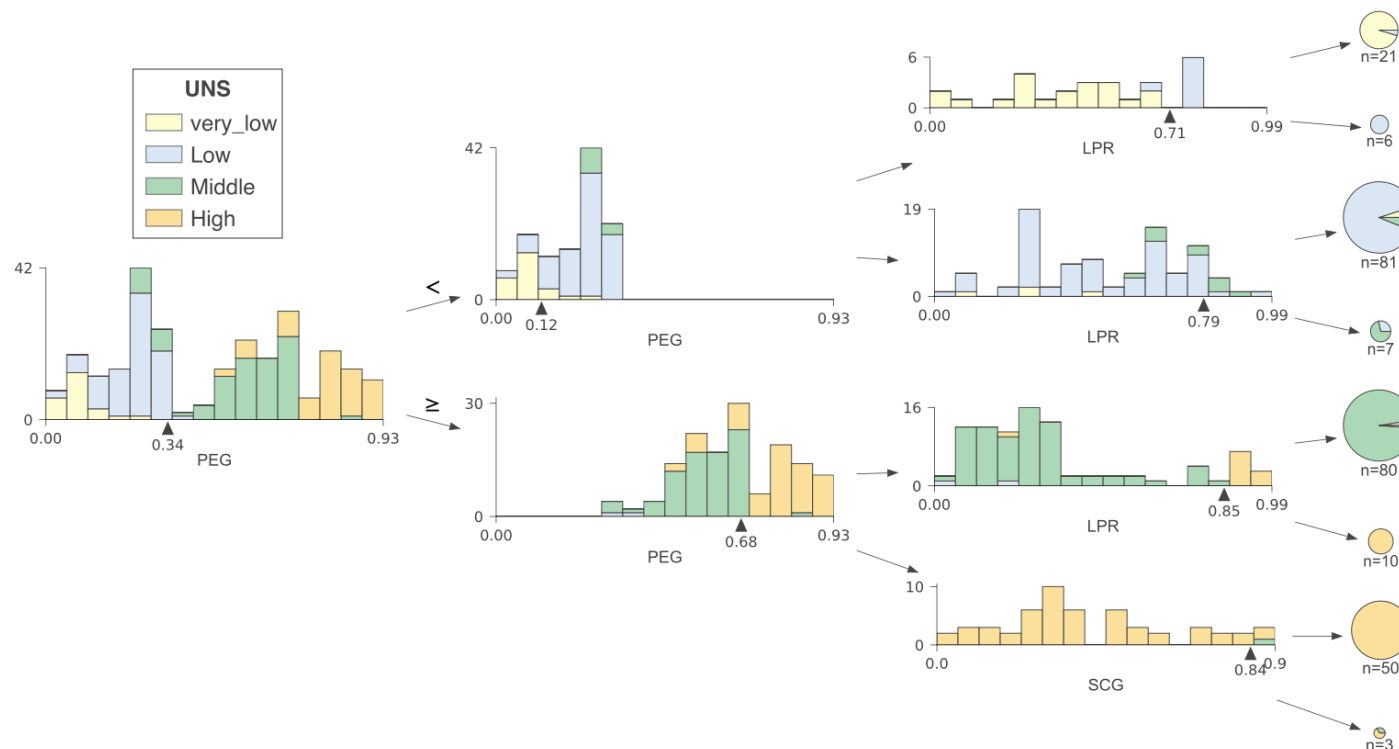 UNS
very_low
Low
Middle
High
42
0
0.00
0.34
0.93
PEG
<
≥
42
0
0.00
0.12
0.93
PEG
30
0
0.00
0.68
0.93
PEG
6
0
0.00
0.71
0.99
LPR
19
0
0.00
0.79
0.99
LPR
16
0
0.00
0.85
0.99
LPR
10
0
0.0
0.84
0.9
SCG
n=21
n=6
n=81
n=7
n=80
n=10
n=50
n=3